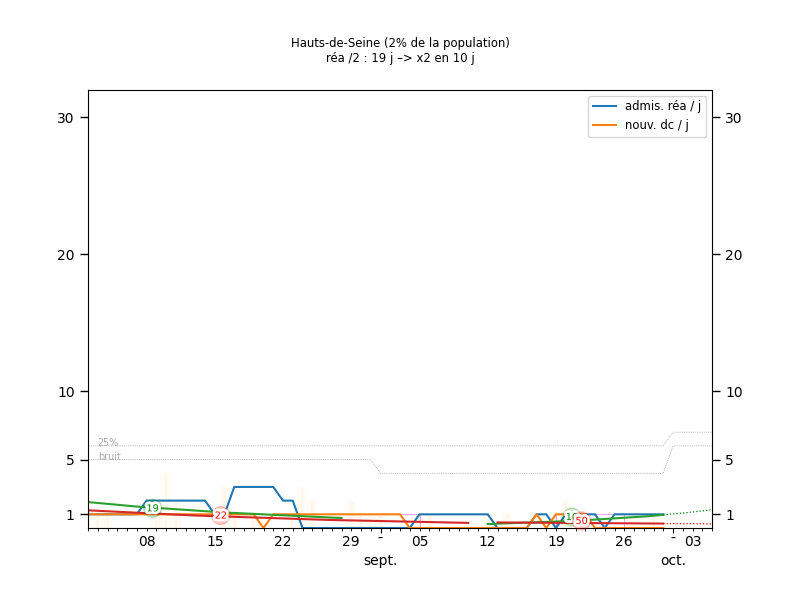 Hauts-de-Seine (2% de la population)
réa /2 : 19 j –> x2 en 10 j
admis. réa / j
nouv. dc / j
30 30
20 20
10 10
25%
bruit
5 5
19
22
50
1 1
08 15 22 29 - 05 12 19 26 - 03
sept. oct.